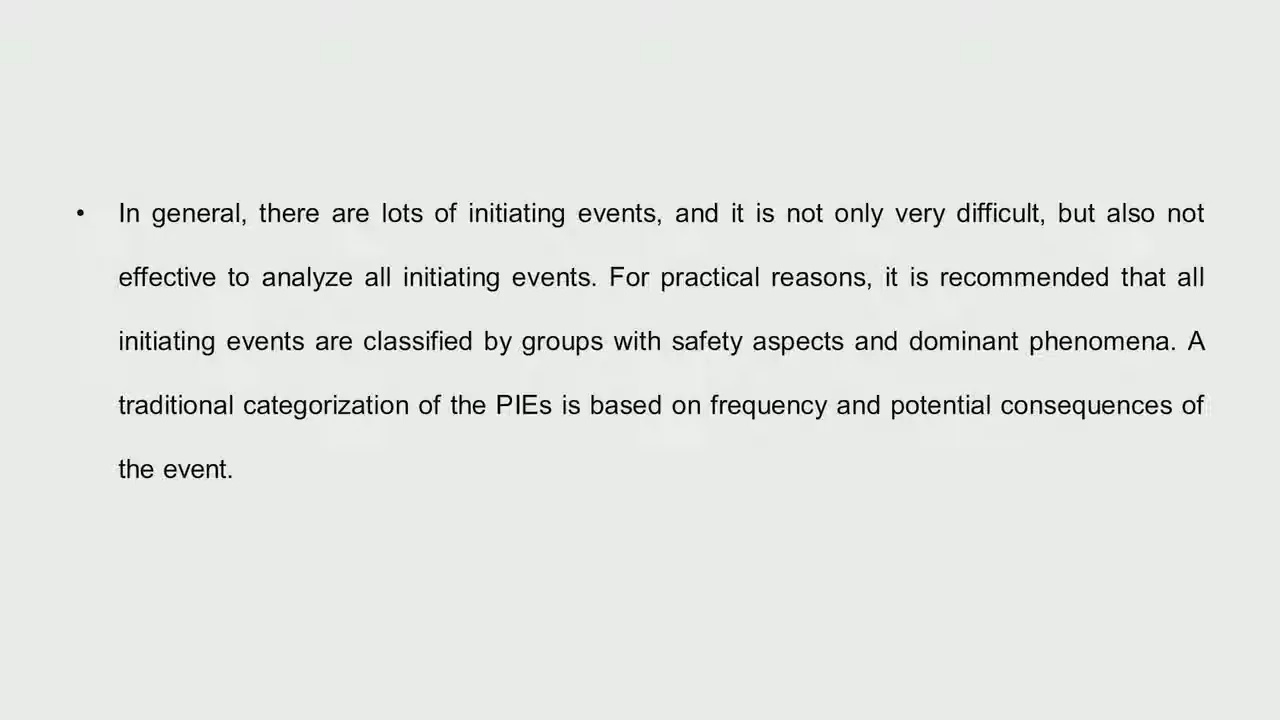 • In general, there are lots of initiating events, and it is not only very difficult, but also not
effective to analyze all initiating events. For practical reasons, it is recommended that all
initiating events are classified by groups with safety aspects and dominant phenomena. A
traditional categorization of the PIEs is based on frequency and potential consequences of
the event.